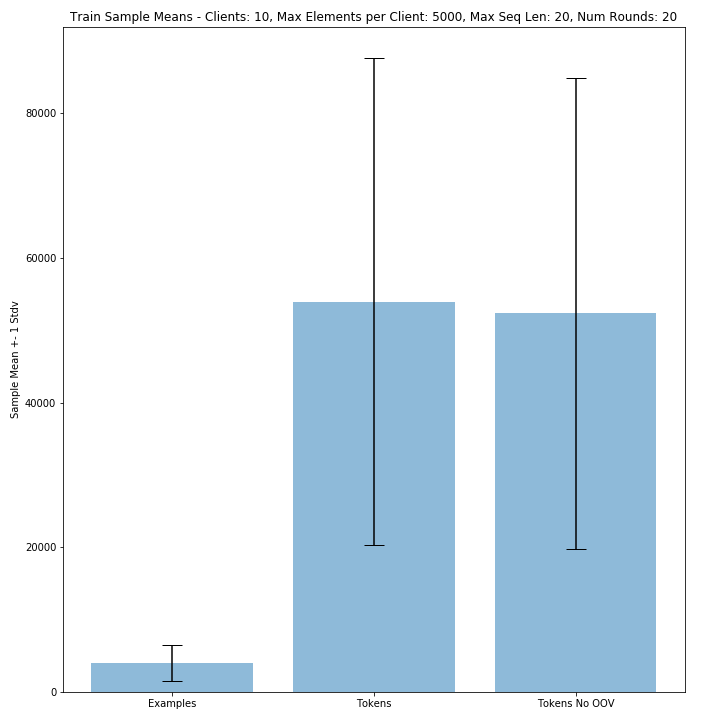 Train Sample Means - Clients: 10, Max Elements per Client: 5000, Max Seq Len: 20, Num Rounds: 20
Sample Mean +- 1 Stdv
80000
60000
40000
20000
0
Examples
Tokens
Tokens No OOV